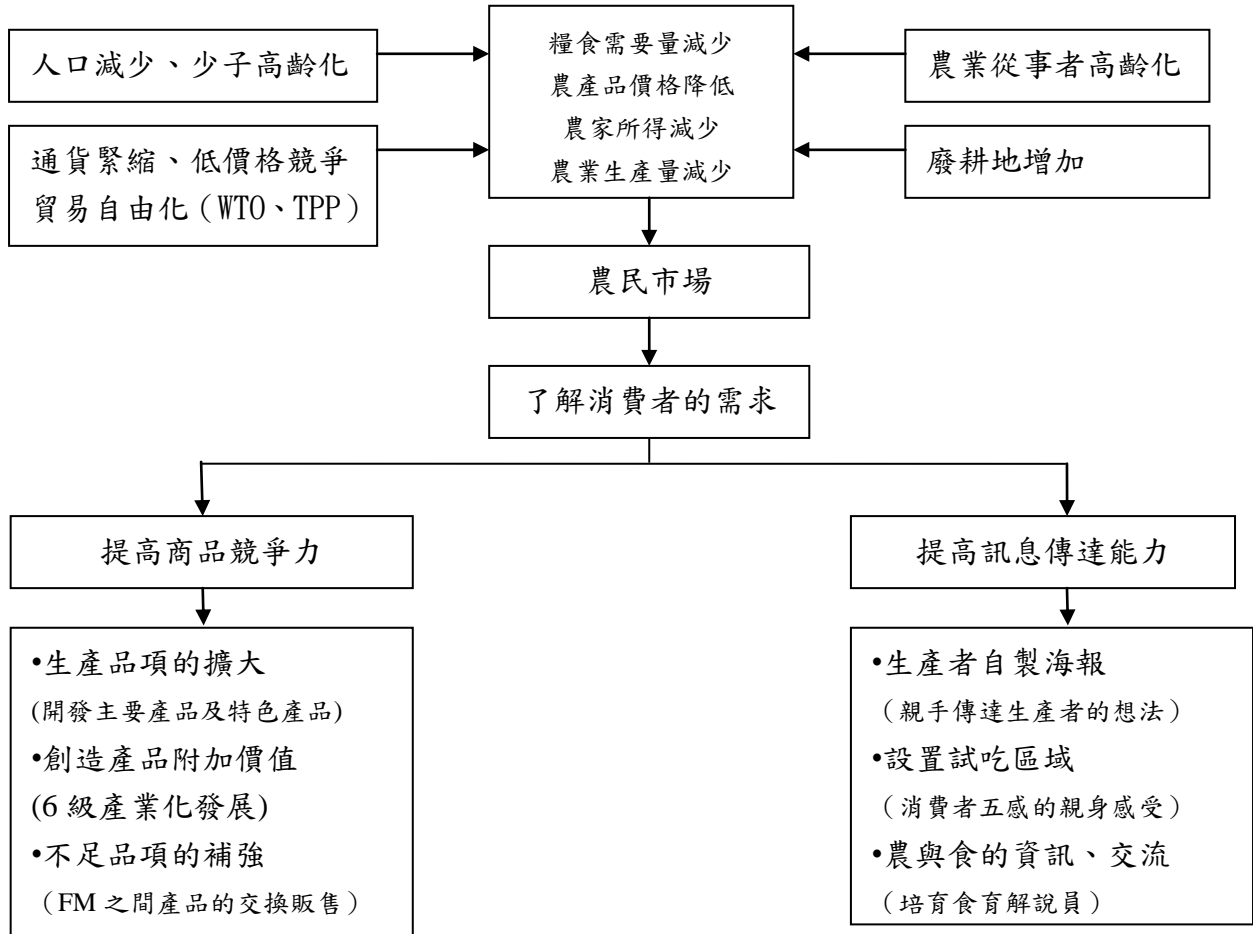 人口減少、少子高齡化
通貨緊縮、低價格競爭
貿易自由化（WTO、TPP）
糧食需要量減少
農產品價格降低
農家所得減少
農業生產量減少
農業從事者高齡化
廢耕地增加
農民市場
了解消費者的需求
提高商品競爭力
•生產品項的擴大
(開發主要產品及特色產品)
•創造產品附加價值
(6 級產業化發展)
•不足品項的補強
（FM 之間產品的交換販售）
提高訊息傳達能力
•生產者自製海報
（親手傳達生產者的想法）
•設置試吃區域
（消費者五感的親身感受）
•農與食的資訊、交流
（培育食育解說員）